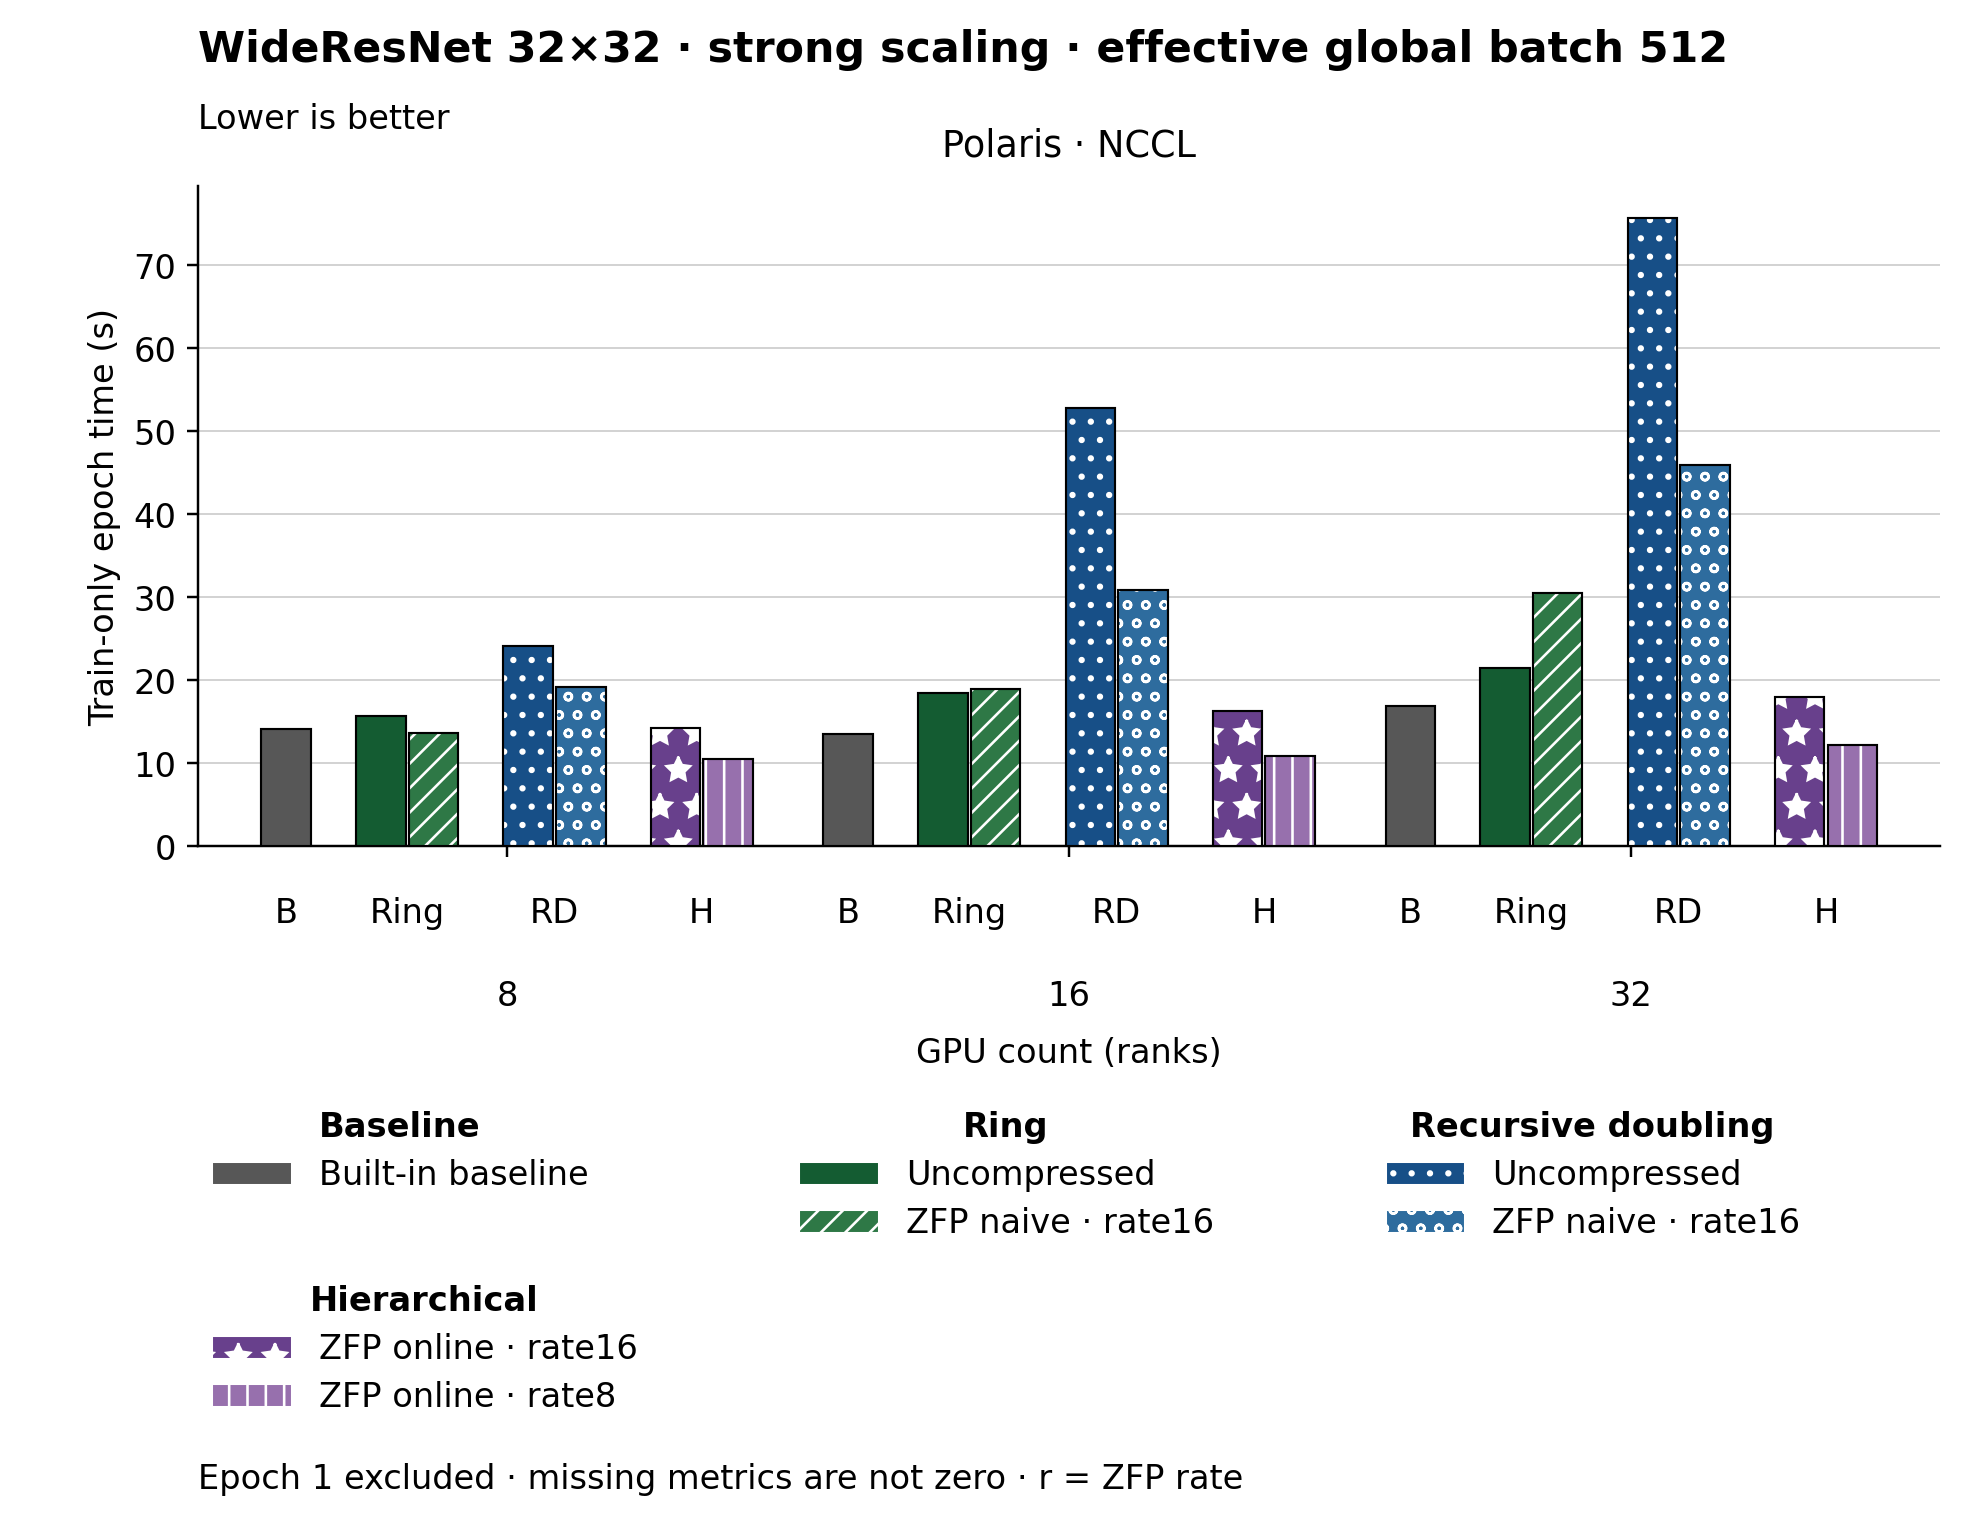 WideResNet 32×32 · strong scaling · effective global batch 512
Lower is better
Polaris · NCCL
Train-only epoch time (s)
70
60
50
40
30
20
10
0
B Ring RD H B Ring RD H B Ring RD H
8 16 32
GPU count (ranks)
Baseline
Built-in baseline
Ring
Uncompressed
ZFP naive · rate16
Recursive doubling
Uncompressed
ZFP naive · rate16
Hierarchical
ZFP online · rate16
ZFP online · rate8
Epoch 1 excluded · missing metrics are not zero · r = ZFP rate